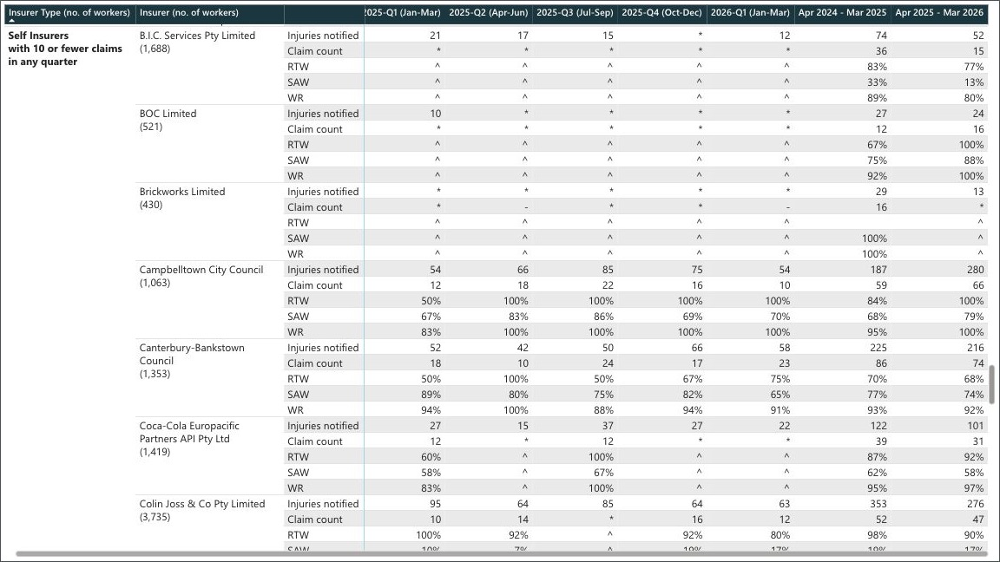 Insurer Type (no. of workers) Insurer (no. of workers) 2025-Q1 (Jan-Mar) 2025-Q2 (Apr-Jun) 2025-Q3 (Jul-Sep) 2025-Q4 (Oct-Dec) 2026-Q1 (Jan-Mar) Apr 2024 - Mar 2025 Apr 2025 - Mar 2026
Self Insurers B.I.C. Services Pty Limited Injuries notified 21 17 15 * 12 74 52
with 10 or fewer claims (1,688) Claim count * * * * * 36 15
in any quarter RTW ^ ^ ^ ^ ^ 83% 77%
SAW ^ ^ ^ ^ ^ 33% 13%
WR ^ ^ ^ ^ ^ 89% 80%
BOC Limited Injuries notified 10 * * * * 27 24
(521) Claim count * * * * * 12 16
RTW ^ ^ ^ ^ ^ 67% 100%
SAW ^ ^ ^ ^ ^ 75% 88%
WR ^ ^ ^ ^ ^ 92% 100%
Brickworks Limited Injuries notified * * * * * 29 13
(430) Claim count * - * * - 16 *
RTW ^ ^ ^ ^ ^ ^
SAW ^ ^ ^ ^ ^ 100% ^
WR ^ ^ ^ ^ ^ 100% ^
Campbelltown City Council Injuries notified 54 66 85 75 54 187 280
(1,063) Claim count 12 18 22 16 10 59 66
RTW 50% 100% 100% 100% 100% 84% 100%
SAW 67% 83% 86% 69% 70% 68% 79%
WR 83% 100% 100% 100% 100% 95% 100%
Canterbury-Bankstown Injuries notified 52 42 50 66 58 225 216
Council Claim count 18 10 24 17 23 86 74
(1,353) RTW 50% 100% 50% 67% 75% 70% 68%
SAW 89% 80% 75% 82% 65% 77% 74%
WR 94% 100% 88% 94% 91% 93% 92%
Coca-Cola Europacific Injuries notified 27 15 37 27 22 122 101
Partners API Pty Ltd Claim count 12 * 12 * * 39 31
(1,419) RTW 60% ^ 100% ^ ^ 87% 92%
SAW 58% ^ 67% ^ ^ 62% 58%
WR 83% ^ 100% ^ ^ 95% 97%
Colin Joss & Co Pty Limited Injuries notified 95 64 85 64 63 353 276
(3,735) Claim count 10 14 * 16 12 52 47
RTW 100% 92% ^ 92% 80% 98% 90%
SAW 10% 7% ^ 19% 17% 19% 17%